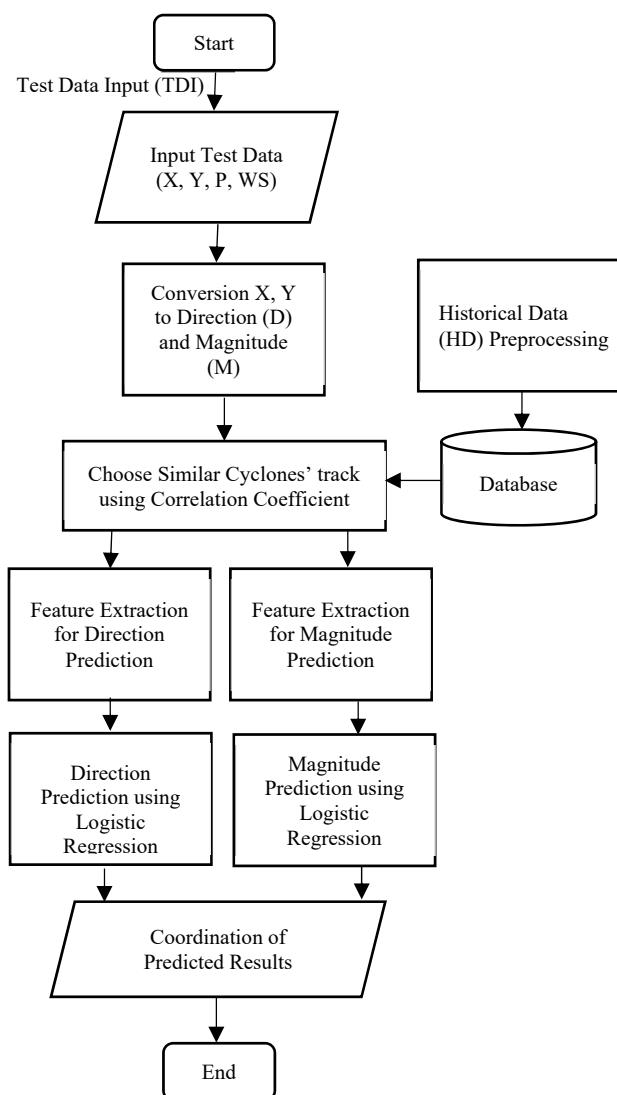 Start
Test Data Input (TDI)
Input Test Data
(X, Y, P, WS)
Conversion X, Y
to Direction (D)
and Magnitude
(M)
Historical Data
(HD) Preprocessing
Choose Similar Cyclones’ track
using Correlation Coefficient
Database
Feature Extraction
for Direction
Prediction
Feature Extraction
for Magnitude
Prediction
Direction
Prediction using
Logistic
Regression
Magnitude
Prediction using
Logistic
Regression
Coordination of
Predicted Results
End